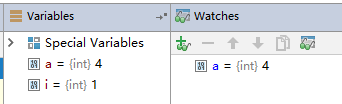 Variables
Special Variables
a = {int} 4
i = {int} 1
Watches
a = {int} 4